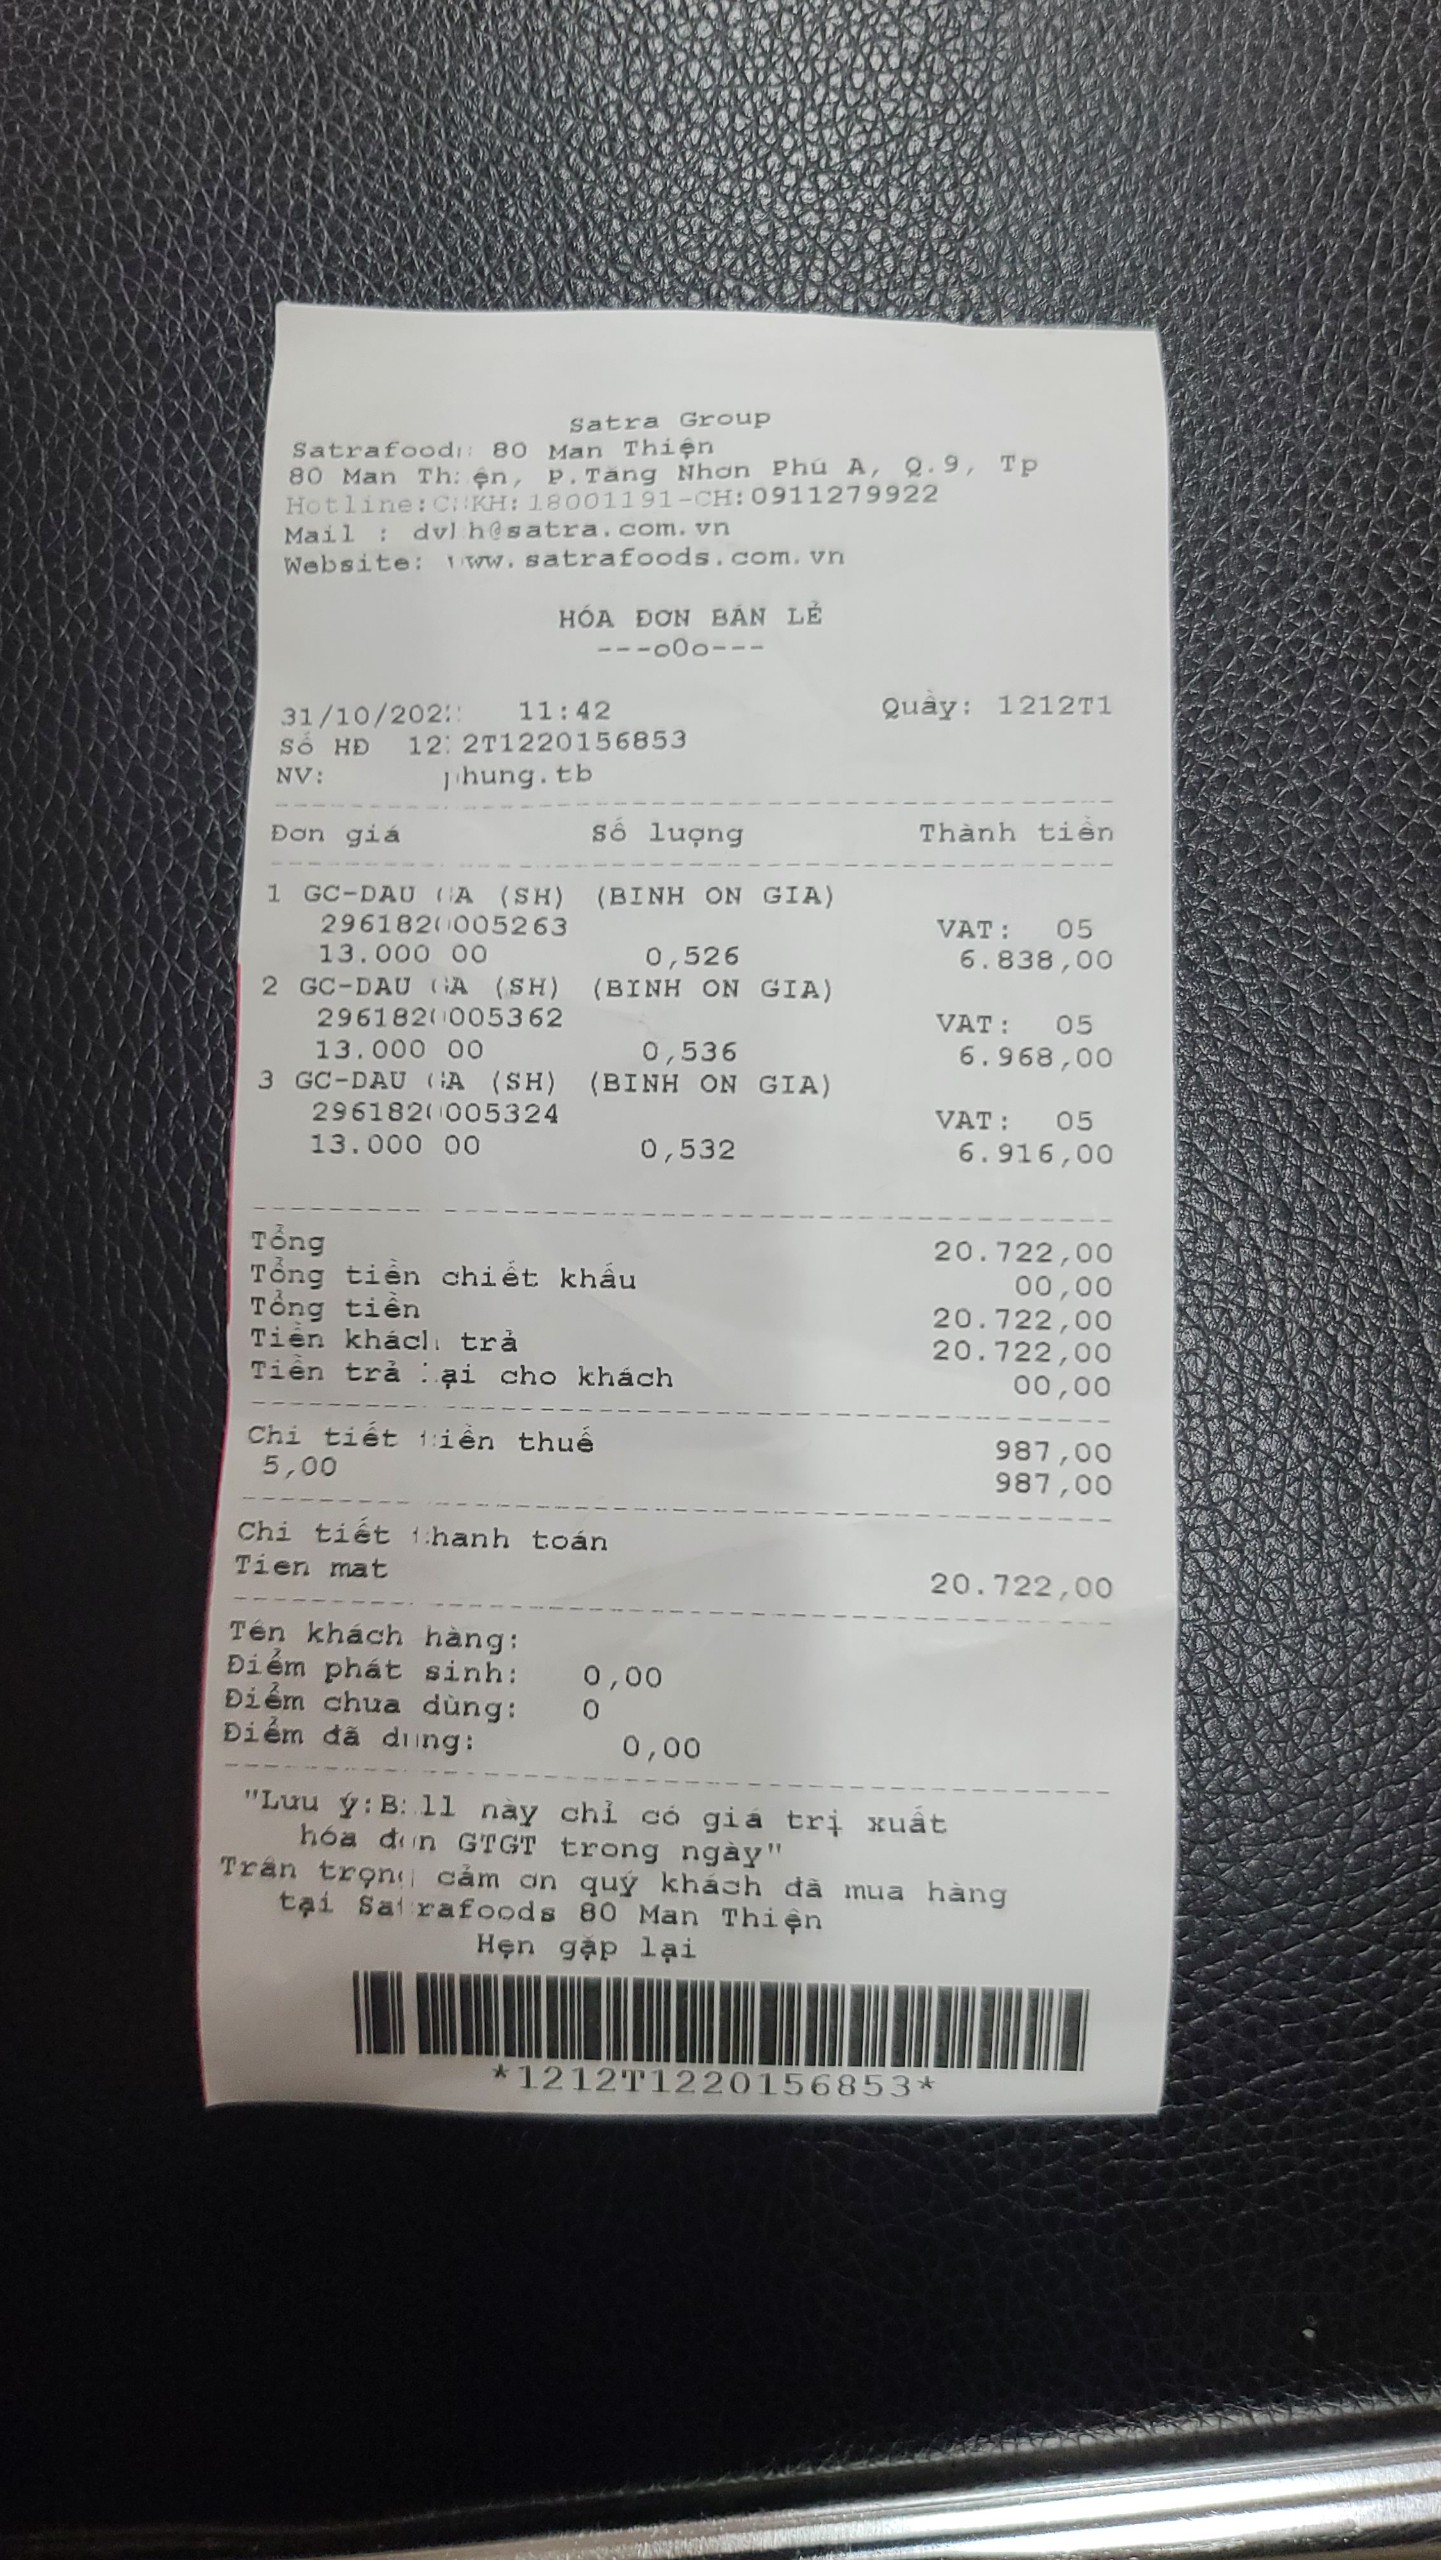 Satra Group
Satrafoods 80 Man Thiện
80 Man Thiện, P.Tăng Nhơn Phú A, Q.9, Tp
Hotline:CSKH:18001191-CH:0911279922
Mail : dvkh@satra.com.vn
Website: www.satrafoods.com.vn
HÓA ĐƠN BÁN LẺ
---oOo---
31/10/2022 11:42 Quầy: 1212T1
Số HĐ 1212T1220156853
NV: phung.tb
Đơn giá Số lượng Thành tiền
1 GC-DAU GA (SH) (BINH ON GIA)
2961820005263 VAT: 05
13.000 00 0,526 6.838,00
2 GC-DAU GA (SH) (BINH ON GIA)
2961820005362 VAT: 05
13.000 00 0,536 6.968,00
3 GC-DAU GA (SH) (BINH ON GIA)
2961820005324 VAT: 05
13.000 00 0,532 6.916,00
Tổng 20.722,00
Tổng tiền chiết khấu 00,00
Tổng tiền 20.722,00
Tiền khách trả 20.722,00
Tiền trả lại cho khách 00,00
Chi tiết tiền thuế 987,00
5,00 987,00
Chi tiết thanh toán
Tien mat 20.722,00
Tên khách hàng:
Điểm phát sinh: 0,00
Điểm chưa dùng: 0
Điểm đã dùng: 0,00
"Lưu ý:Bill này chỉ có giá trị xuất
hóa đơn GTGT trong ngày"
Trân trọng cảm ơn quý khách đã mua hàng
tại Satrafoods 80 Man Thiện
Hẹn gặp lại
*1212T1220156853*